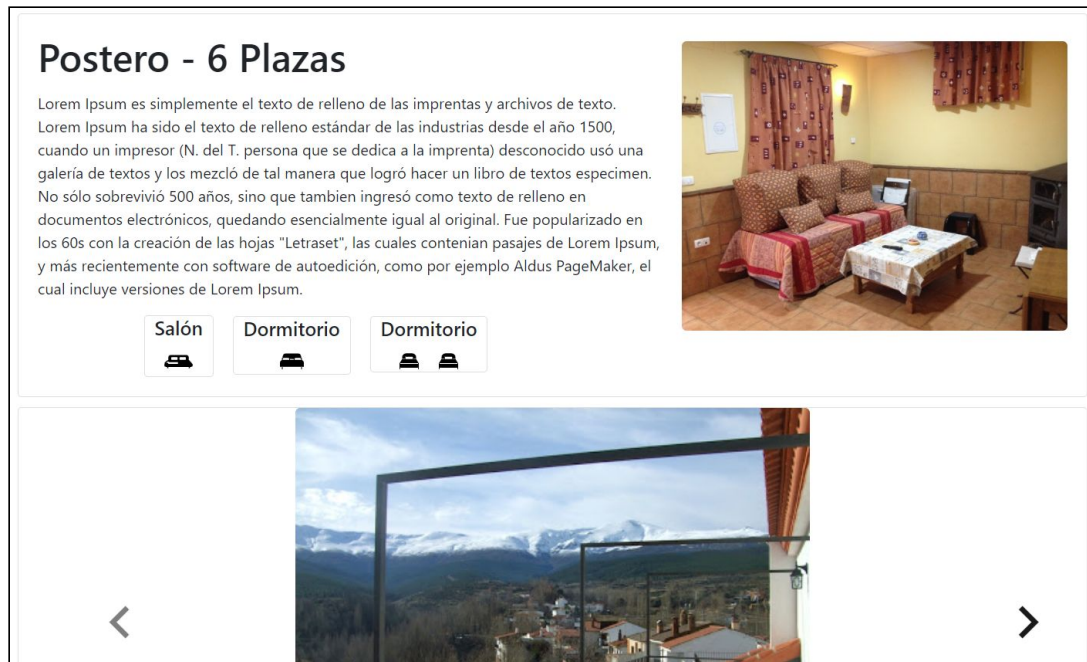 Postero - 6 Plazas
Lorem Ipsum es simplemente el texto de relleno de las imprentas y archivos de texto.
Lorem Ipsum ha sido el texto de relleno estándar de las industrias desde el año 1500,
cuando un impresor (N. del T. persona que se dedica a la imprenta) desconocido usó una
galería de textos y los mezcló de tal manera que logró hacer un libro de textos especimen.
No sólo sobrevivió 500 años, sino que tambien ingresó como texto de relleno en
documentos electrónicos, quedando esencialmente igual al original. Fue popularizado en
los 60s con la creación de las hojas "Letraset", las cuales contenian pasajes de Lorem Ipsum,
y más recientemente con software de autoedición, como por ejemplo Aldus PageMaker, el
cual incluye versiones de Lorem Ipsum.
Salón Dormitorio Dormitorio